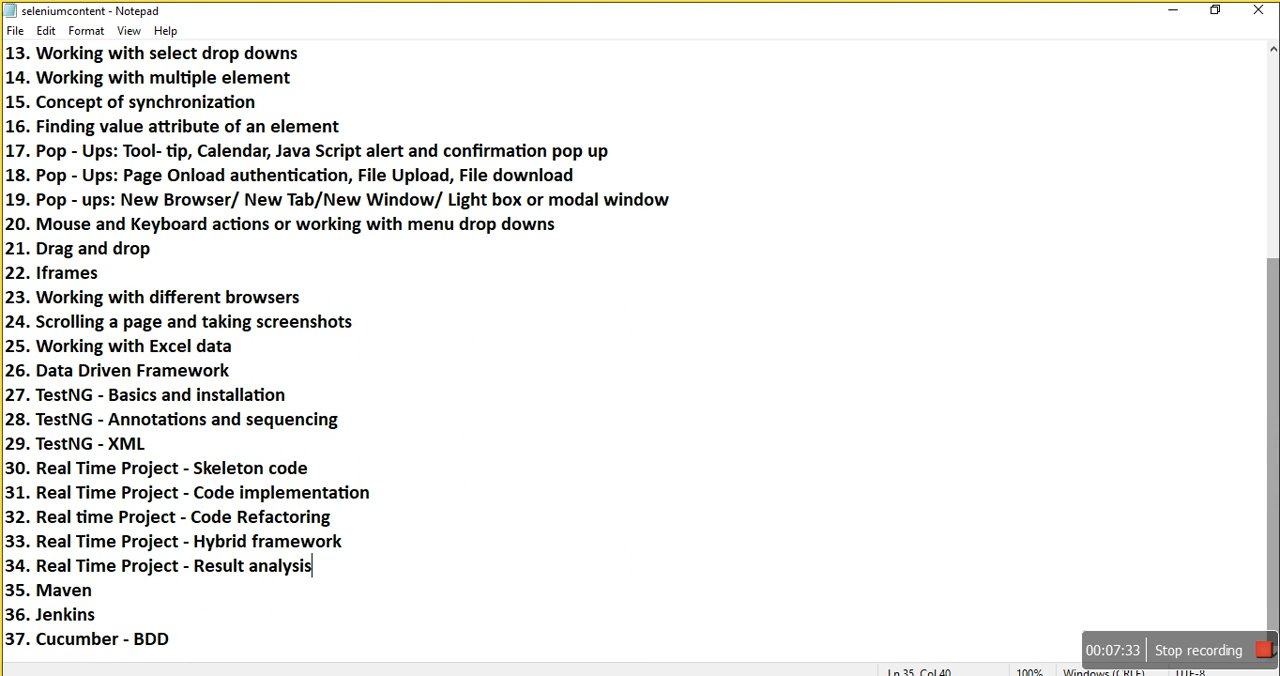 seleniumcontent - Notepad
File Edit Format View Help
13. Working with select drop downs
14. Working with multiple element
15. Concept of synchronization
16. Finding value attribute of an element
17. Pop - Ups: Tool- tip, Calendar, Java Script alert and confirmation pop up
18. Pop - Ups: Page Onload authentication, File Upload, File download
19. Pop - ups: New Browser/ New Tab/New Window/ Light box or modal window
20. Mouse and Keyboard actions or working with menu drop downs
21. Drag and drop
22. Iframes
23. Working with different browsers
24. Scrolling a page and taking screenshots
25. Working with Excel data
26. Data Driven Framework
27. TestNG - Basics and installation
28. TestNG - Annotations and sequencing
29. TestNG - XML
30. Real Time Project - Skeleton code
31. Real Time Project - Code implementation
32. Real time Project - Code Refactoring
33. Real Time Project - Hybrid framework
34. Real Time Project - Result analysis
35. Maven
36. Jenkins
37. Cucumber - BDD
00:07:33 Stop recording
Ln 35, Col 40 100% Windows (CRLF) UTF-8